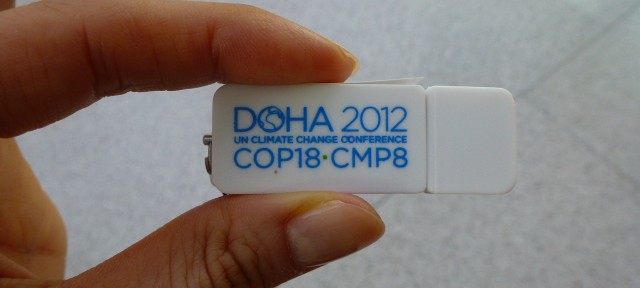 DOHA 2012
UN CLIMATE CHANGE CONFERENCE
COP18·CMP8